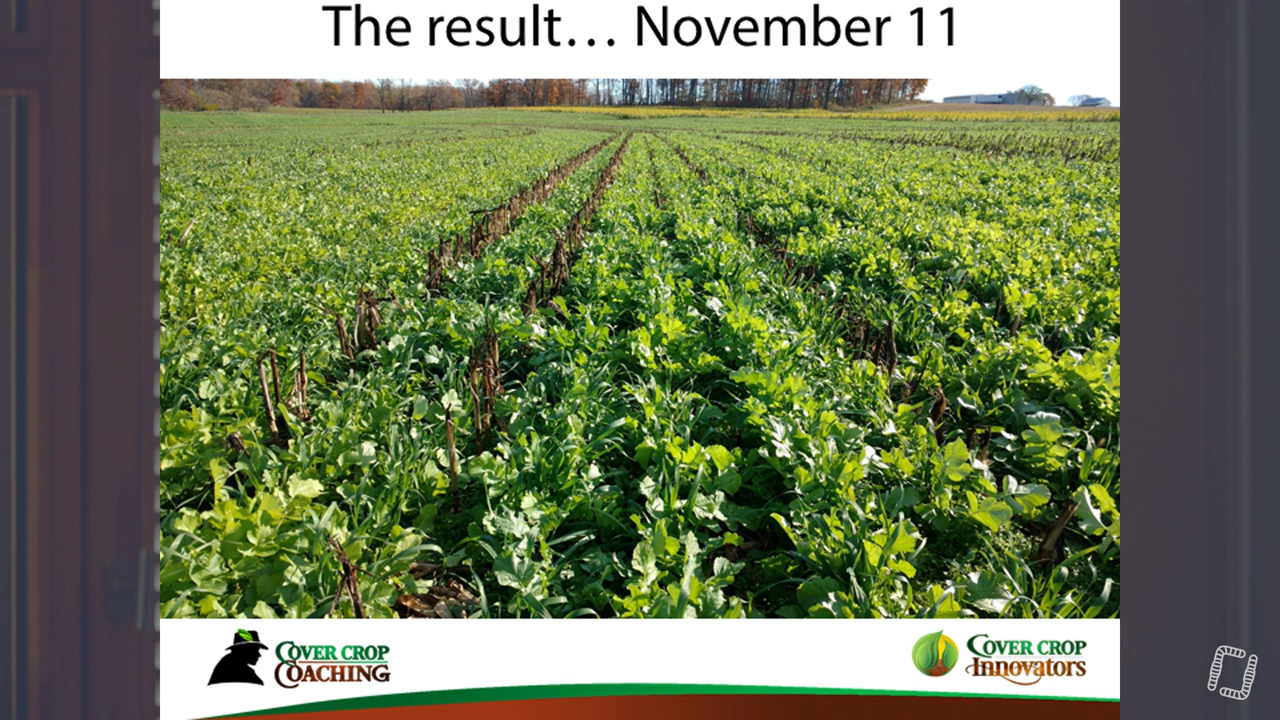 The result… November 11
COVER CROP
COACHING
COVER CROP
Innovators